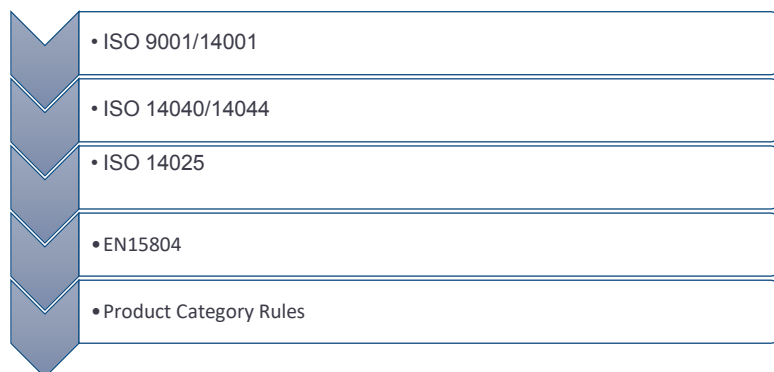 • ISO 9001/14001
• ISO 14040/14044
• ISO 14025
•EN15804
•Product Category Rules